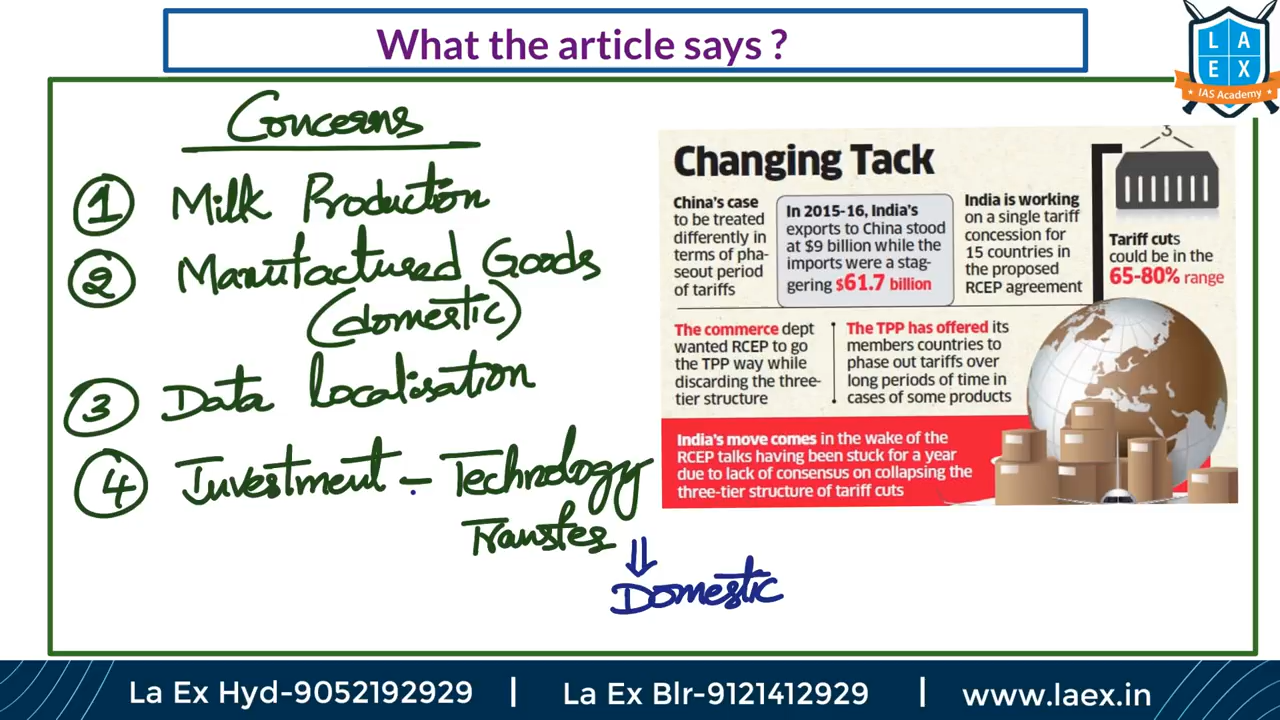 What the article says ?
L A
E X
IAS Academy
Concerns
1 Milk Production
2 Manufactured Goods
(domestic)
3 Data localisation
4 Investment - Technology
Transfer
⇓
Domestic
Changing Tack
China's case
to be treated
differently in
terms of pha-
seout period
of tariffs
In 2015-16, India's
exports to China stood
at $9 billion while the
imports were a stag-
gering $61.7 billion
India is working
on a single tariff
concession for
15 countries in
the proposed
RCEP agreement
Tariff cuts
could be in the
65-80% range
The commerce dept
wanted RCEP to go
the TPP way while
discarding the three-
tier structure
The TPP has offered its
members countries to
phase out tariffs over
long periods of time in
cases of some products
India's move comes in the wake of the
RCEP talks having been stuck for a year
due to lack of consensus on collapsing the
three-tier structure of tariff cuts
La Ex Hyd-9052192929 | La Ex Blr-9121412929 | www.laex.in